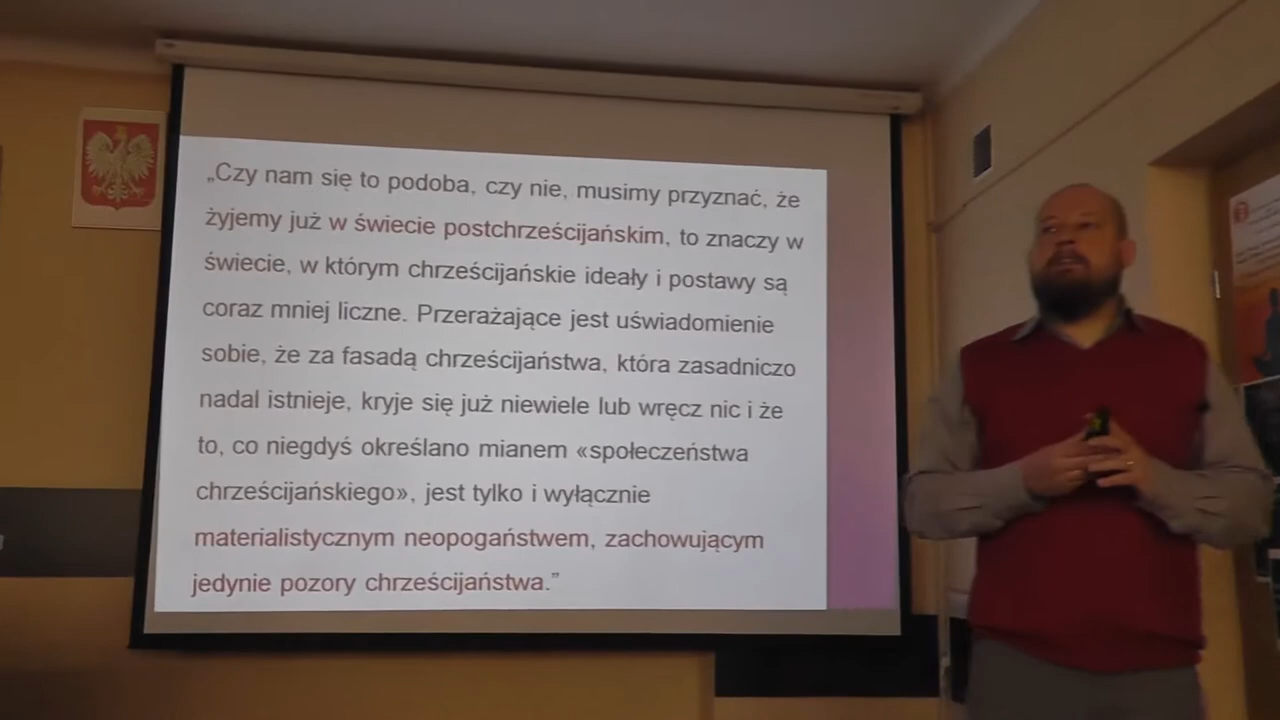 „Czy nam się to podoba, czy nie, musimy przyznać, że
żyjemy już w świecie postchrześcijańskim, to znaczy w
świecie, w którym chrześcijańskie ideały i postawy są
coraz mniej liczne. Przerażające jest uświadomienie
sobie, że za fasadą chrześcijaństwa, która zasadniczo
nadal istnieje, kryje się już niewiele lub wręcz nic i że
to, co niegdyś określano mianem «społeczeństwa
chrześcijańskiego», jest tylko i wyłącznie
materialistycznym neopogaństwem, zachowującym
jedynie pozory chrześcijaństwa.”